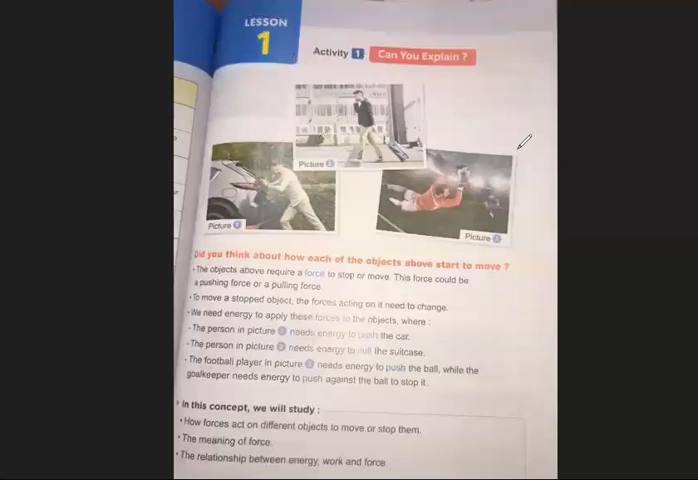 LESSON
1
Activity 1 Can You Explain ?
Picture 2
Picture 1
Picture 3
Did you think about how each of the objects above start to move ?
• The objects above require a force to stop or move. This force could be
a pushing force or a pulling force.
• To move a stopped object, the forces acting on it need to change.
• We need energy to apply these forces to the objects, where :
- The person in picture 1 needs energy to push the car.
- The person in picture 2 needs energy to pull the suitcase.
- The football player in picture 3 needs energy to push the ball, while the
goalkeeper needs energy to push against the ball to stop it.
In this concept, we will study :
• How forces act on different objects to move or stop them.
• The meaning of force.
• The relationship between energy, work and force.